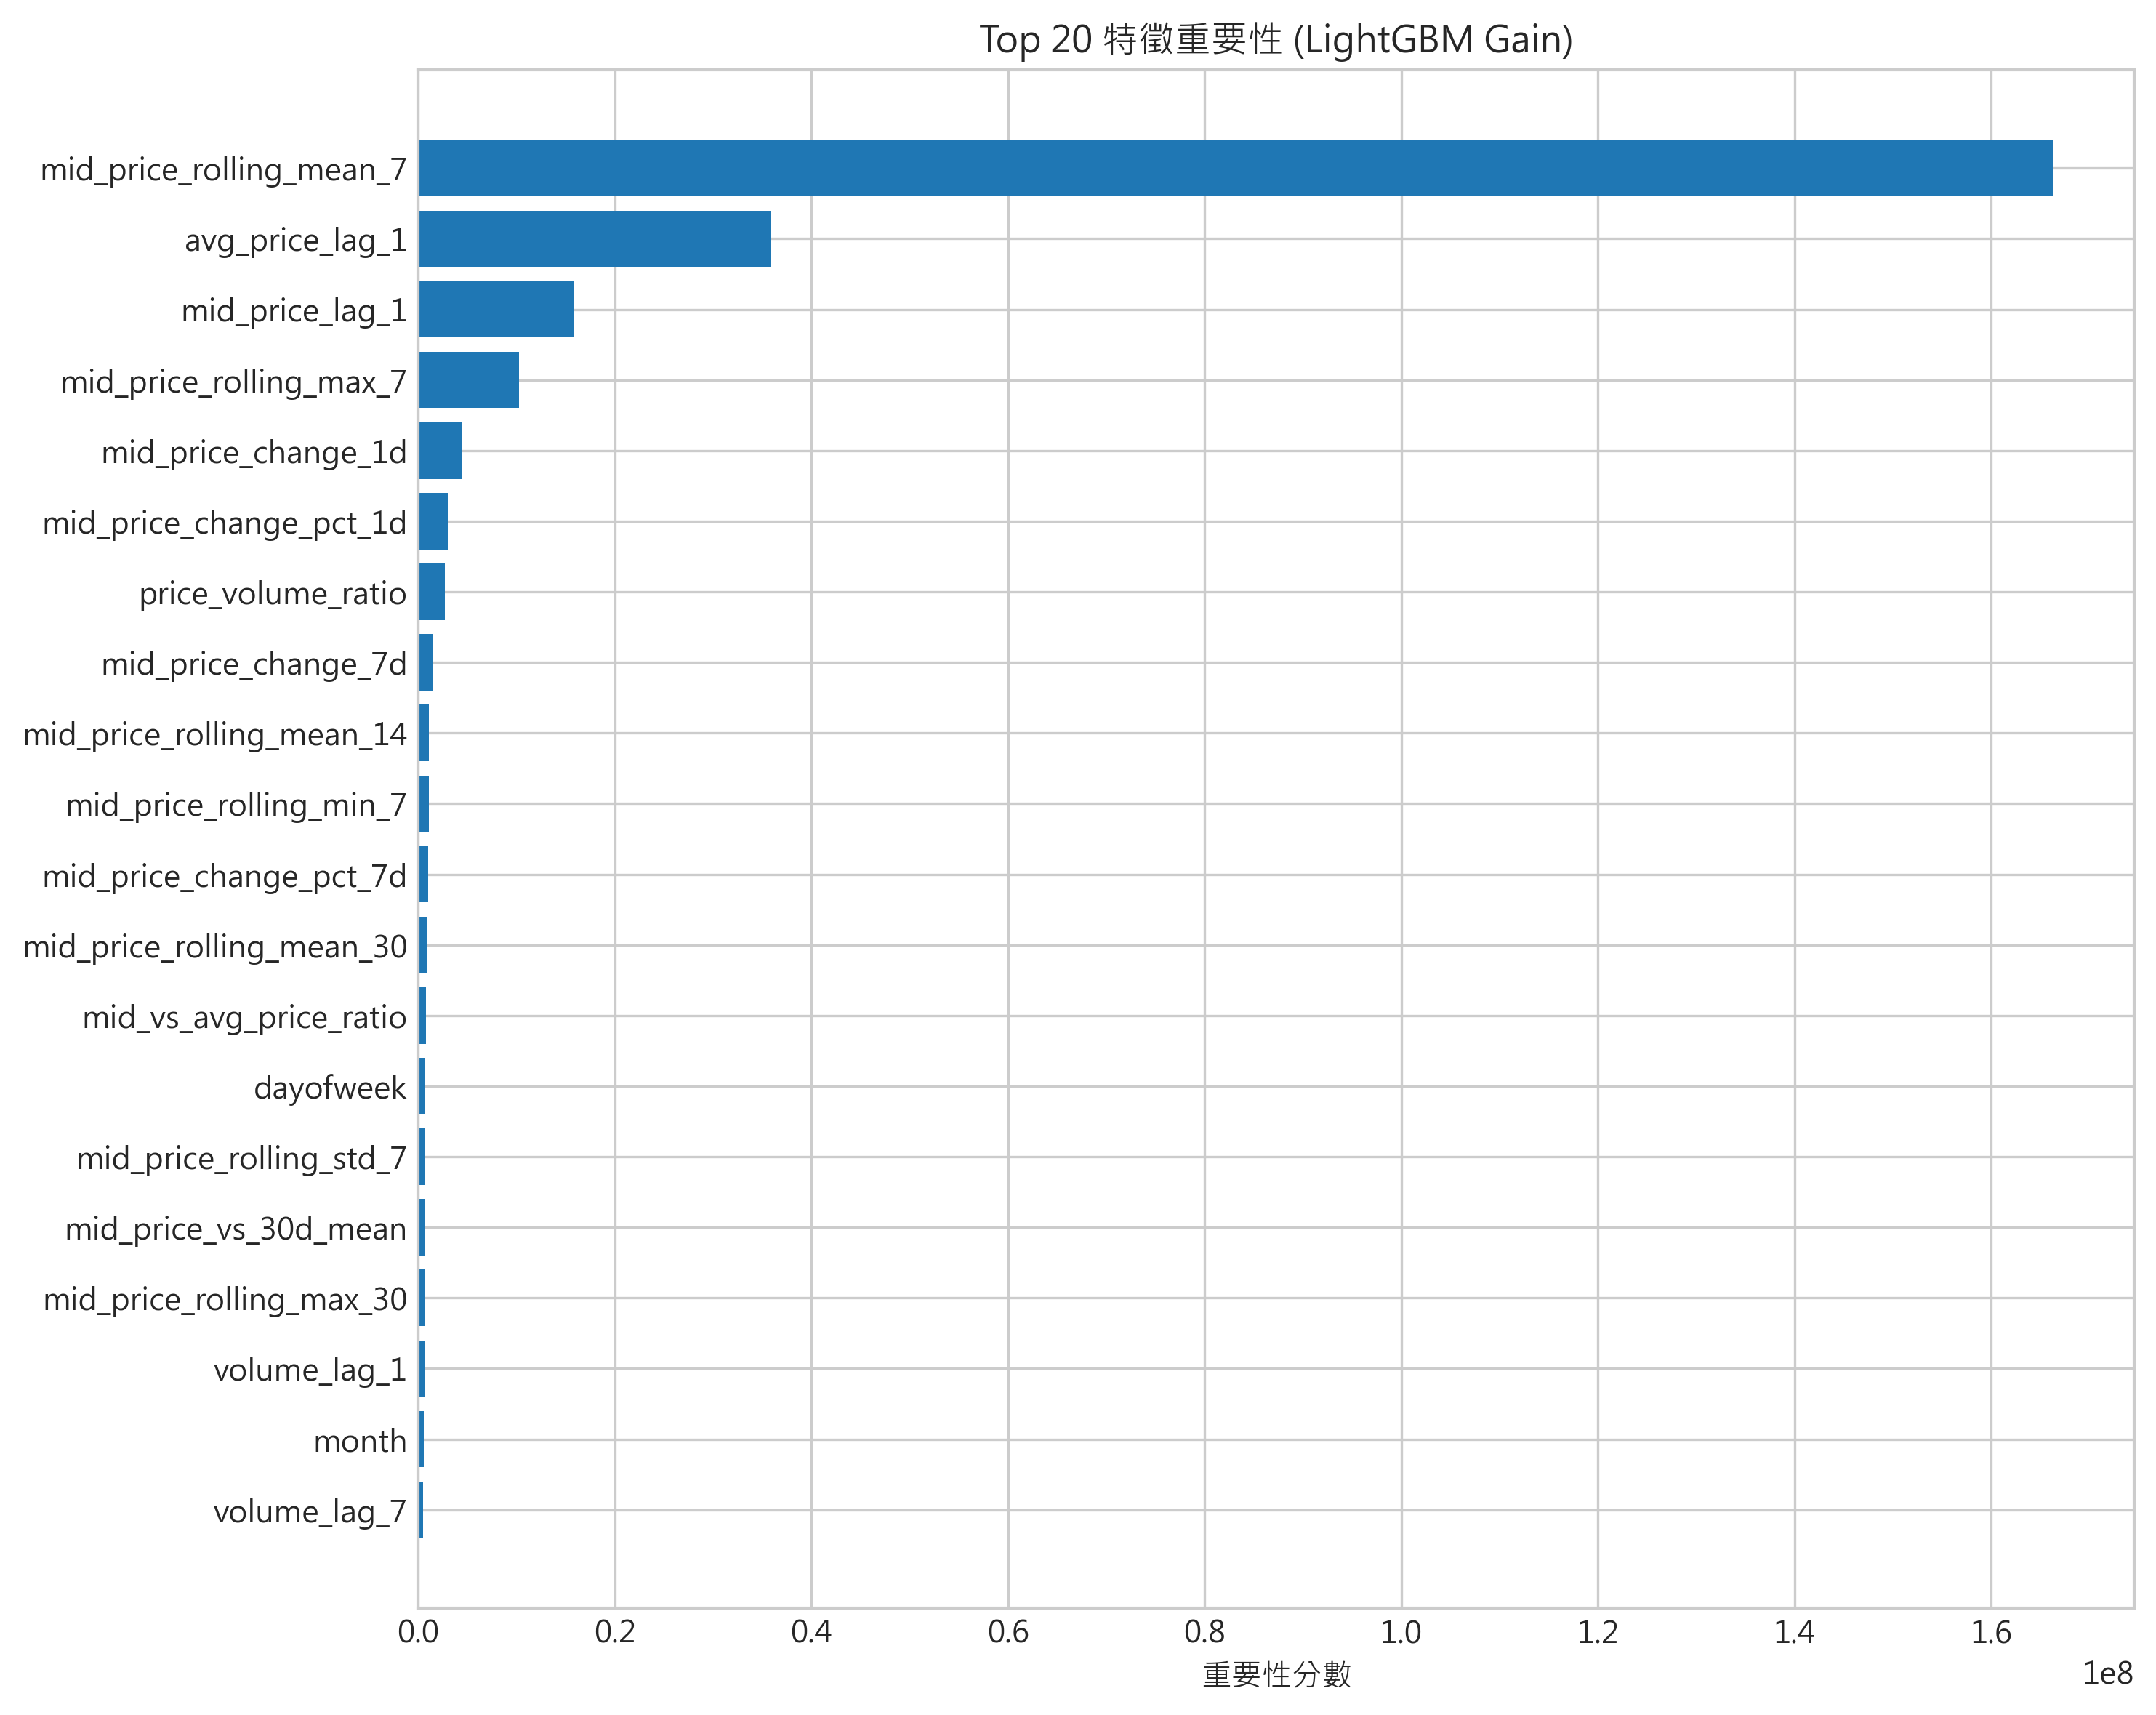 Top 20 特徵重要性 (LightGBM Gain)
mid_price_rolling_mean_7
avg_price_lag_1
mid_price_lag_1
mid_price_rolling_max_7
mid_price_change_1d
mid_price_change_pct_1d
price_volume_ratio
mid_price_change_7d
mid_price_rolling_mean_14
mid_price_rolling_min_7
mid_price_change_pct_7d
mid_price_rolling_mean_30
mid_vs_avg_price_ratio
dayofweek
mid_price_rolling_std_7
mid_price_vs_30d_mean
mid_price_rolling_max_30
volume_lag_1
month
volume_lag_7
0.0 0.2 0.4 0.6 0.8 1.0 1.2 1.4 1.6
重要性分數
1e8